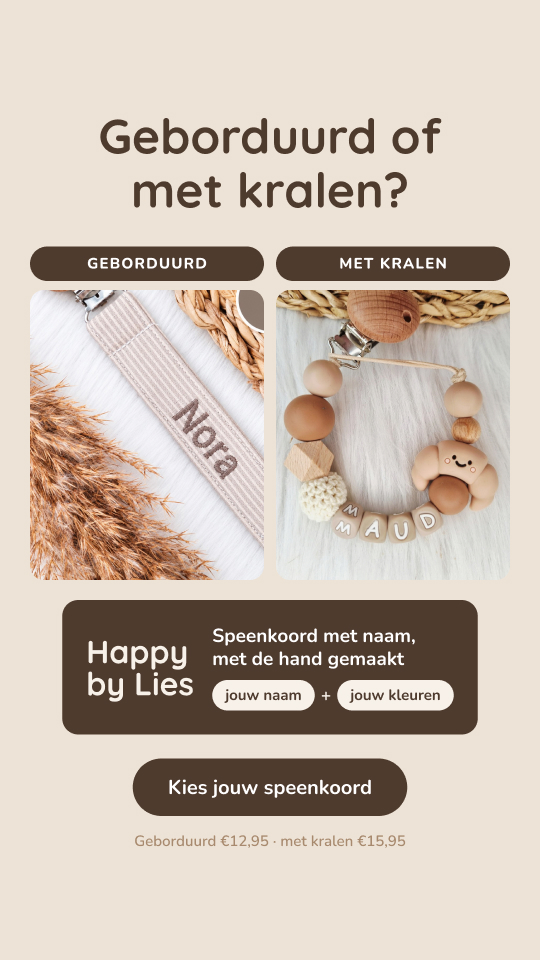 Geborduurd of
met kralen?
GEBORDUURD
MET KRALEN
Nora
M
MAUD
Happy
by Lies
Speenkoord met naam,
met de hand gemaakt
jouw naam + jouw kleuren
Kies jouw speenkoord
Geborduurd €12,95 · met kralen €15,95